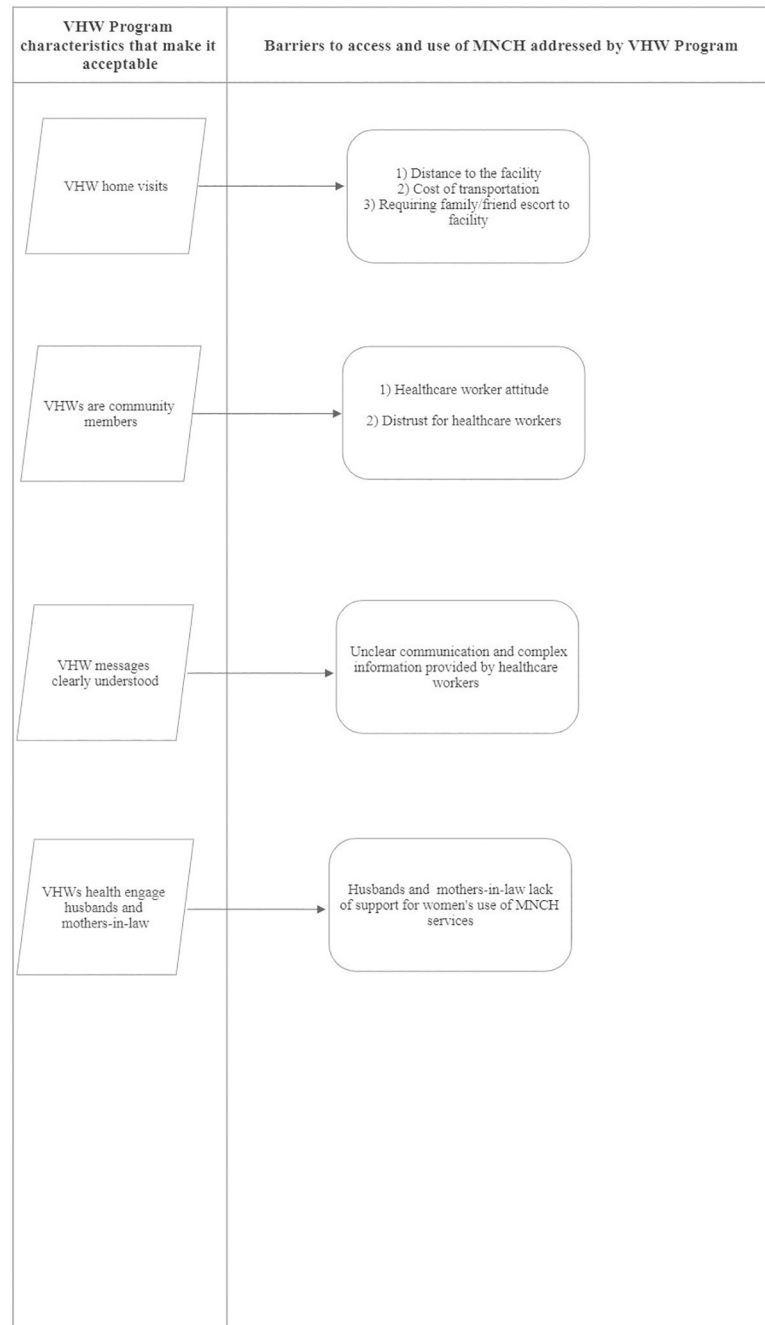 VHW Program
characteristics that make it
acceptable
Barriers to access and use of MNCH addressed by VHW Program
VHW home visits
1) Distance to the facility
2) Cost of transportation
3) Requiring family/friend escort to
facility
VHWs are community
members
1) Healthcare worker attitude
2) Distrust for healthcare workers
VHW messages
clearly understood
Unclear communication and complex
information provided by healthcare
workers
VHWs health engage
husbands and
mothers-in-law
Husbands and mothers-in-law lack
of support for women's use of MNCH
services